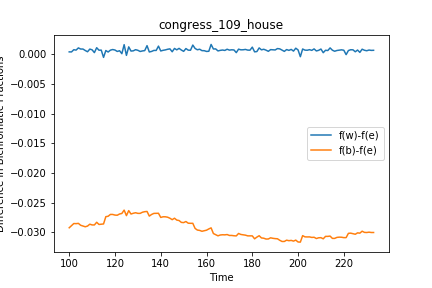 congress_109_house
Difference in Dichromatic Fractions
0.000
−0.005
−0.010
−0.015
−0.020
−0.025
−0.030
f(w)-f(e)
f(b)-f(e)
100 120 140 160 180 200 220
Time